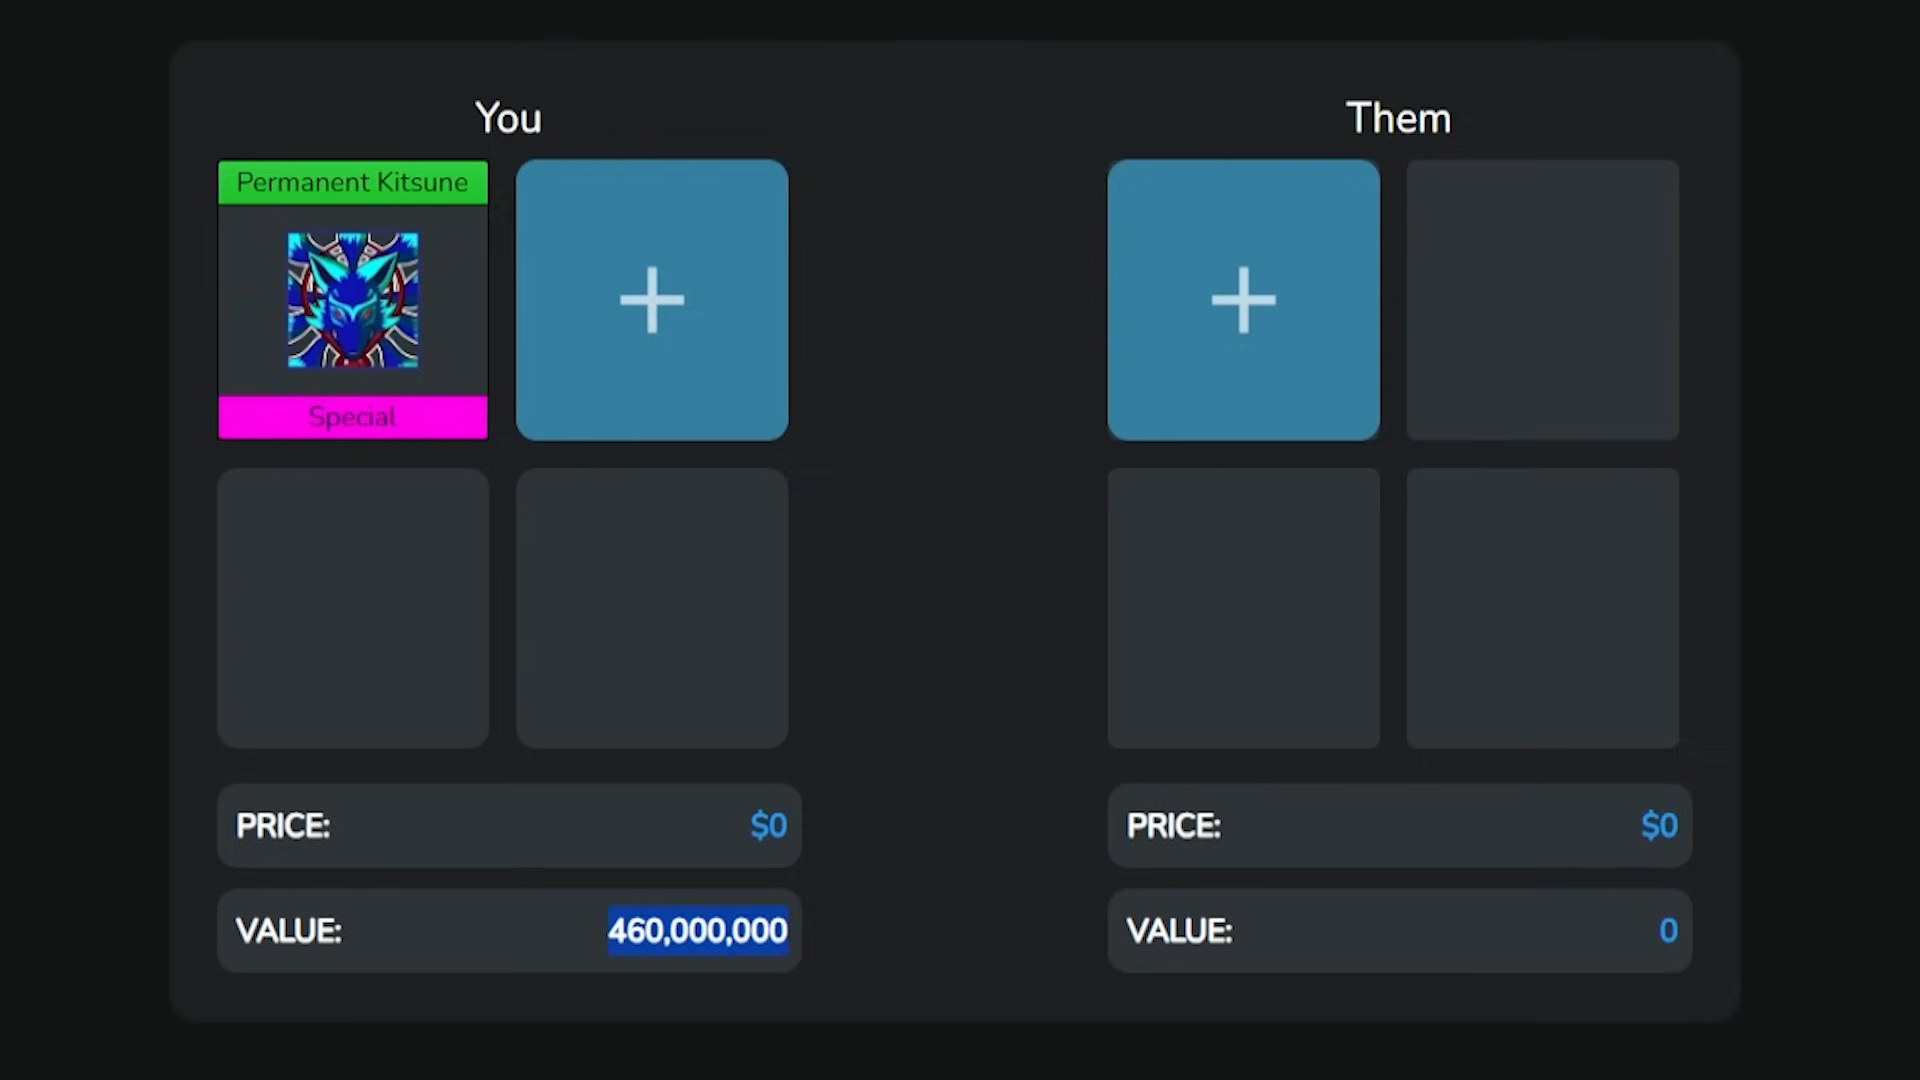 You
Them
Permanent Kitsune
Special
PRICE: $0
VALUE: 460,000,000
PRICE: $0
VALUE: 0